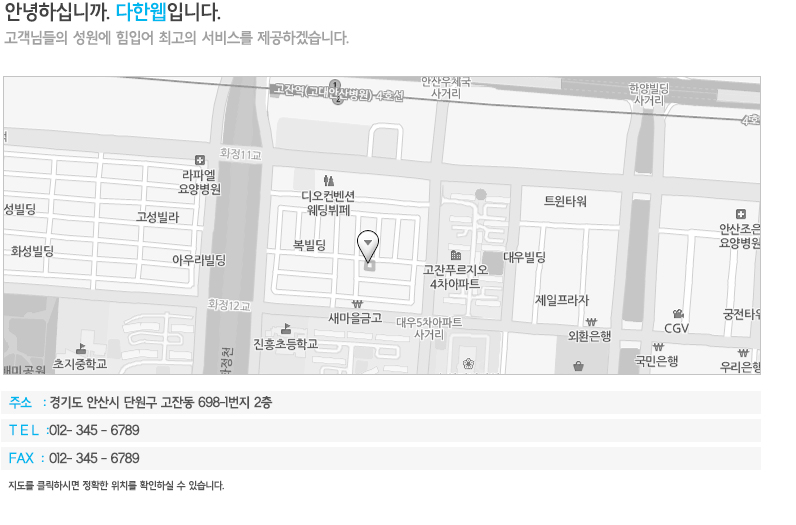 안녕하십니까. 다한웹입니다.
고객님들의 성원에 힘입어 최고의 서비스를 제공하겠습니다.
안산우체국
사거리
한양빌딩
사거리
1
고잔역(고대안산병원) 4호선
2
4호선
화정11교
라파엘
요양병원
디오컨벤션
웨딩뷔페
트윈타워
성빌딩
고성빌라
안산조은
요양병원
복빌딩
화성빌딩
아우리빌딩
대우빌딩
고잔푸르지오
4차아파트
제일프라자
화정12교
새마을금고
대우5차아파트
사거리
궁전타워
CGV
외환은행
진흥초등학교
화정천
초지중학교
국민은행
우리은행
주소 : 경기도 안산시 단원구 고잔동 698-1번지 2층
TEL :012- 345 - 6789
FAX : 012- 345 - 6789
지도를 클릭하시면 정확한 위치를 확인하실 수 있습니다.